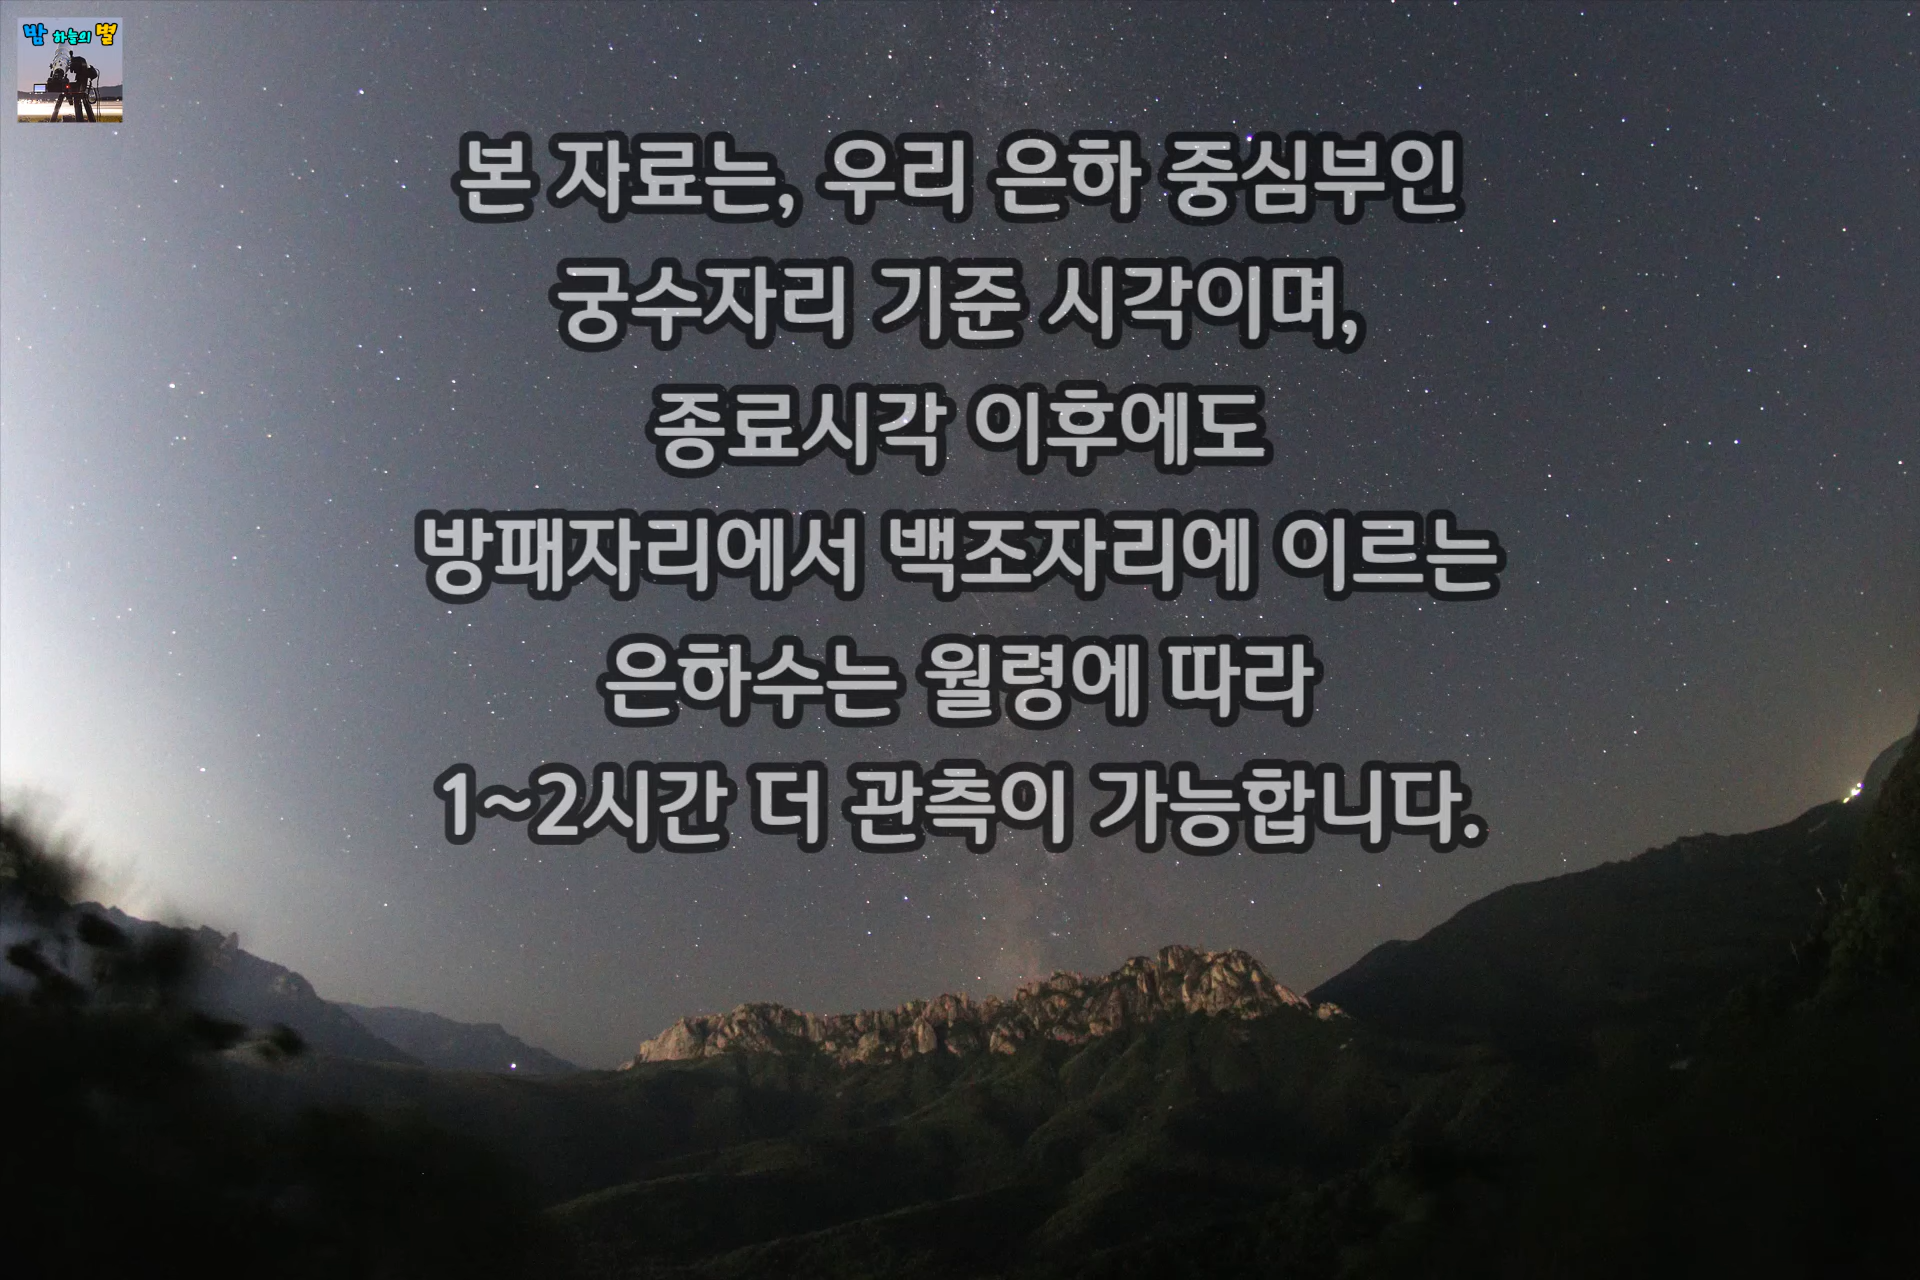 밤 하늘의 별
본 자료는, 우리 은하 중심부인
궁수자리 기준 시각이며,
종료시각 이후에도
방패자리에서 백조자리에 이르는
은하수는 월령에 따라
1~2시간 더 관측이 가능합니다.